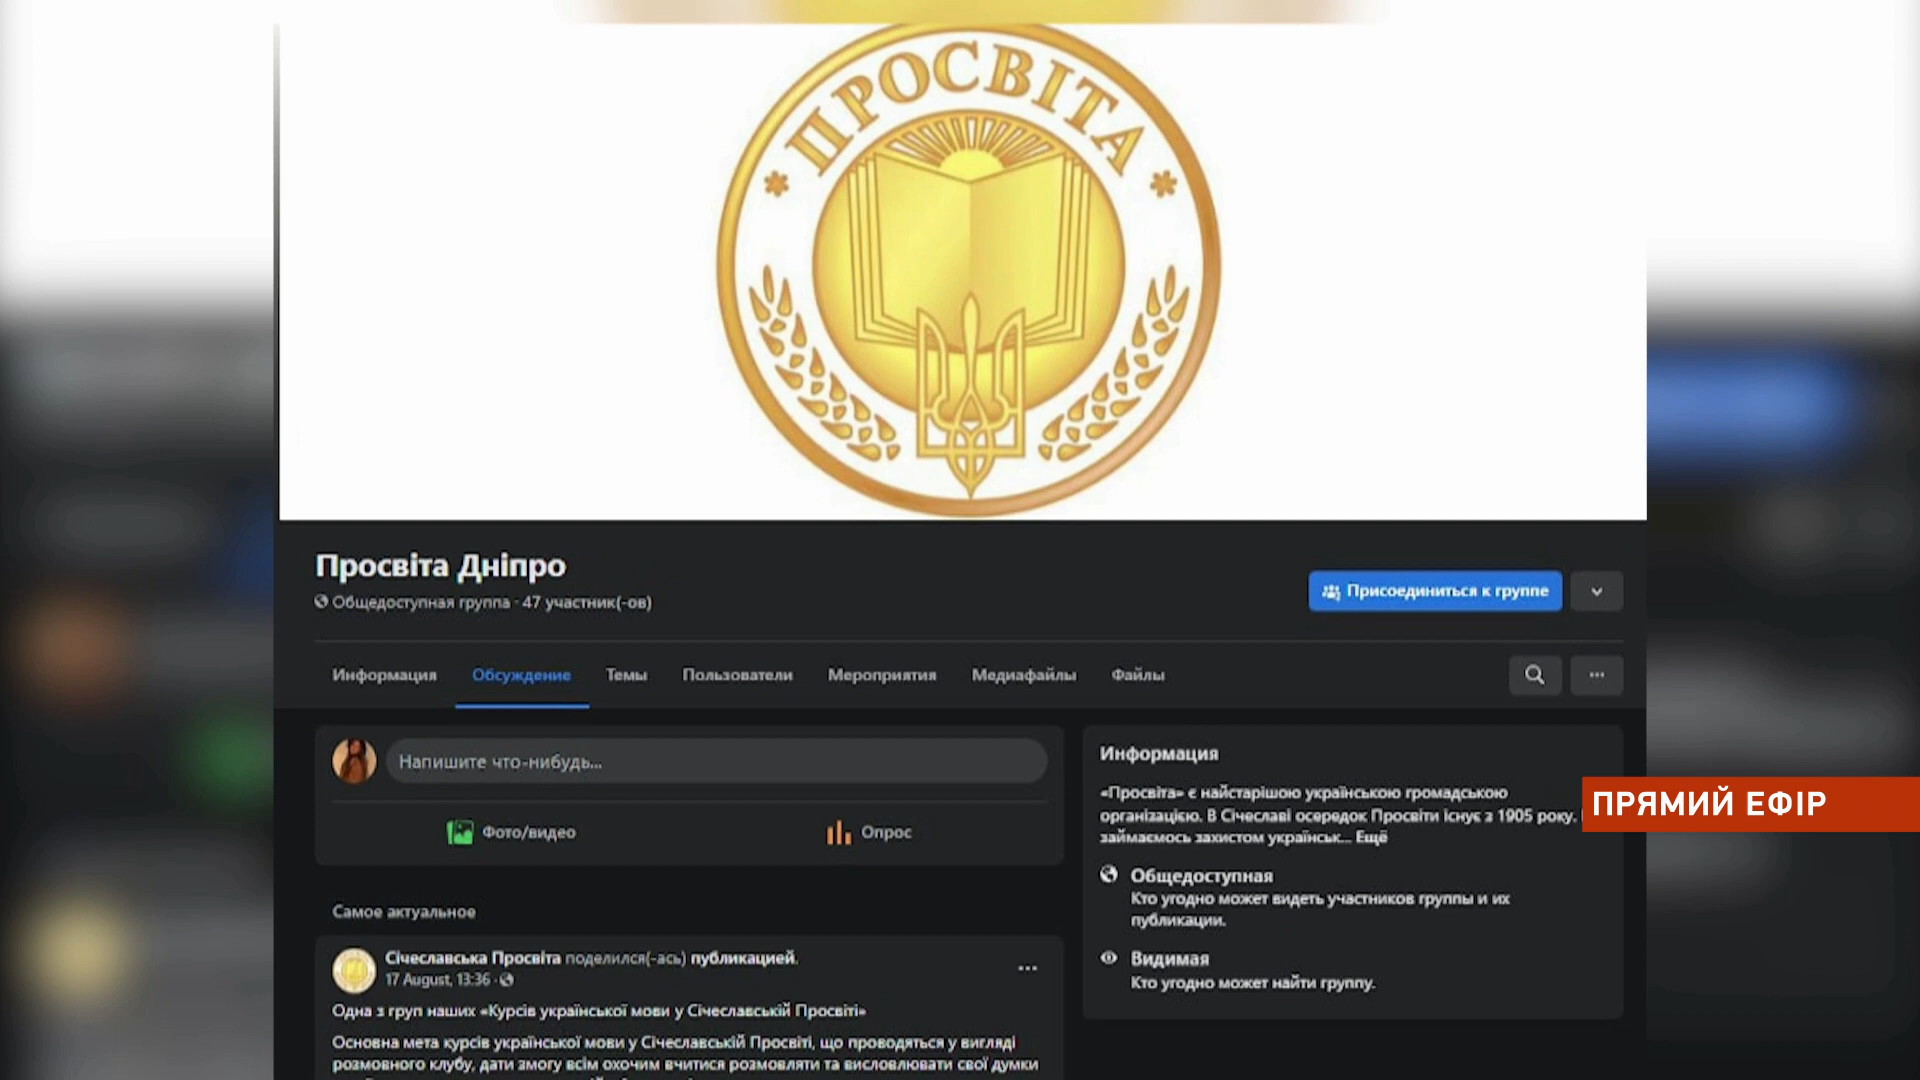 ПРОСВІТА
Просвіта Дніпро
Общедоступная группа · 47 участник(-ов)
Присоединиться к группе
Информация
Обсуждение
Темы
Пользователи
Мероприятия
Медиафайлы
Файлы
Напишите что-нибудь...
Фото/видео
Опрос
Самое актуальное
Січеславська Просвіта поделился(-ась) публикацией.
17 August, 13:36 ·
Одна з груп наших «Курсів української мови у Січеславській Просвіті»
Основна мета курсів української мови у Січеславській Просвіті, що проводяться у вигляді
розмовного клубу, дати змогу всім охочим вчитися розмовляти та висловлювати свої думки
Информация
«Просвіта» є найстарішою українською громадською
організацією. В Січеславі осередок Просвіти існує з 1905 року.
займаємось захистом українськ... Ещё
Общедоступная
Кто угодно может видеть участников группы и их
публикации.
Видимая
Кто угодно может найти группу.
ПРЯМИЙ ЕФІР